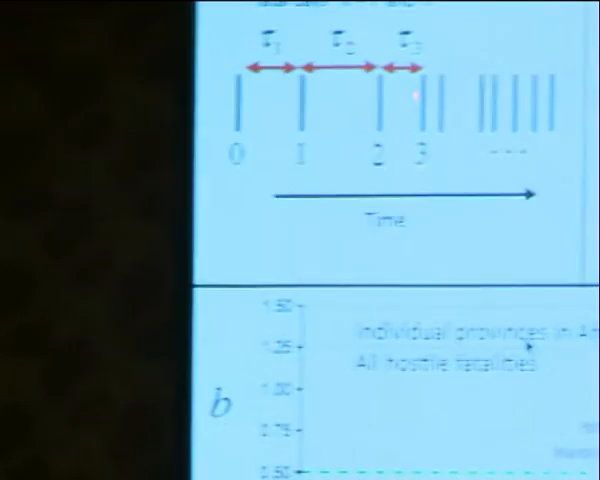 τ₁ τ₂ τ₃
0 1 2 3 ...
Time
1.50
Individual provinces in
1.25
All hostile fatalities
1.00
b
0.75
0.50